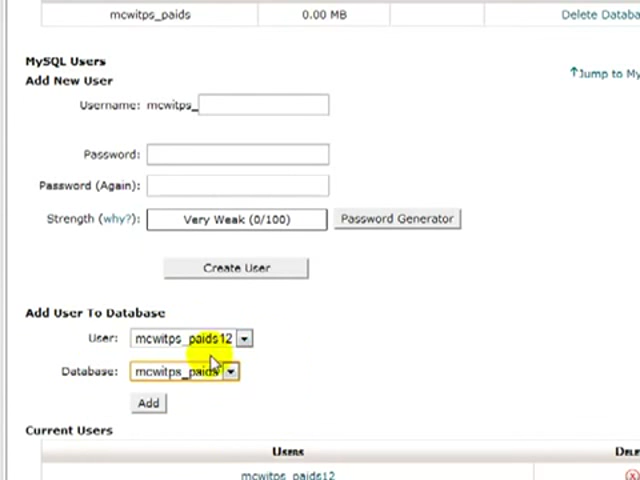 mcwitps_paids 0.00 MB Delete Databa
MySQL Users
Add New User
↑Jump to My
Username: mcwitps_
Password:
Password (Again):
Strength (why?): Very Weak (0/100) Password Generator
Create User
Add User To Database
User: mcwitps_paids12
Database: mcwitps_paids
Add
Current Users
Users Dele
mcwitps_paids12